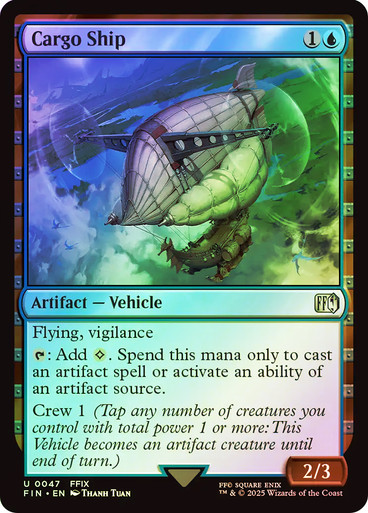 Cargo Ship 1
Artifact — Vehicle
FFC
Flying, vigilance
: Add . Spend this mana only to cast
an artifact spell or activate an ability of
an artifact source.
Crew 1 (Tap any number of creatures you
control with total power 1 or more: This
Vehicle becomes an artifact creature until
end of turn.)
2/3
U 0047 FFIX
FIN • EN Thanh Tuan
FF© SQUARE ENIX
™ & © 2025 Wizards of the Coast